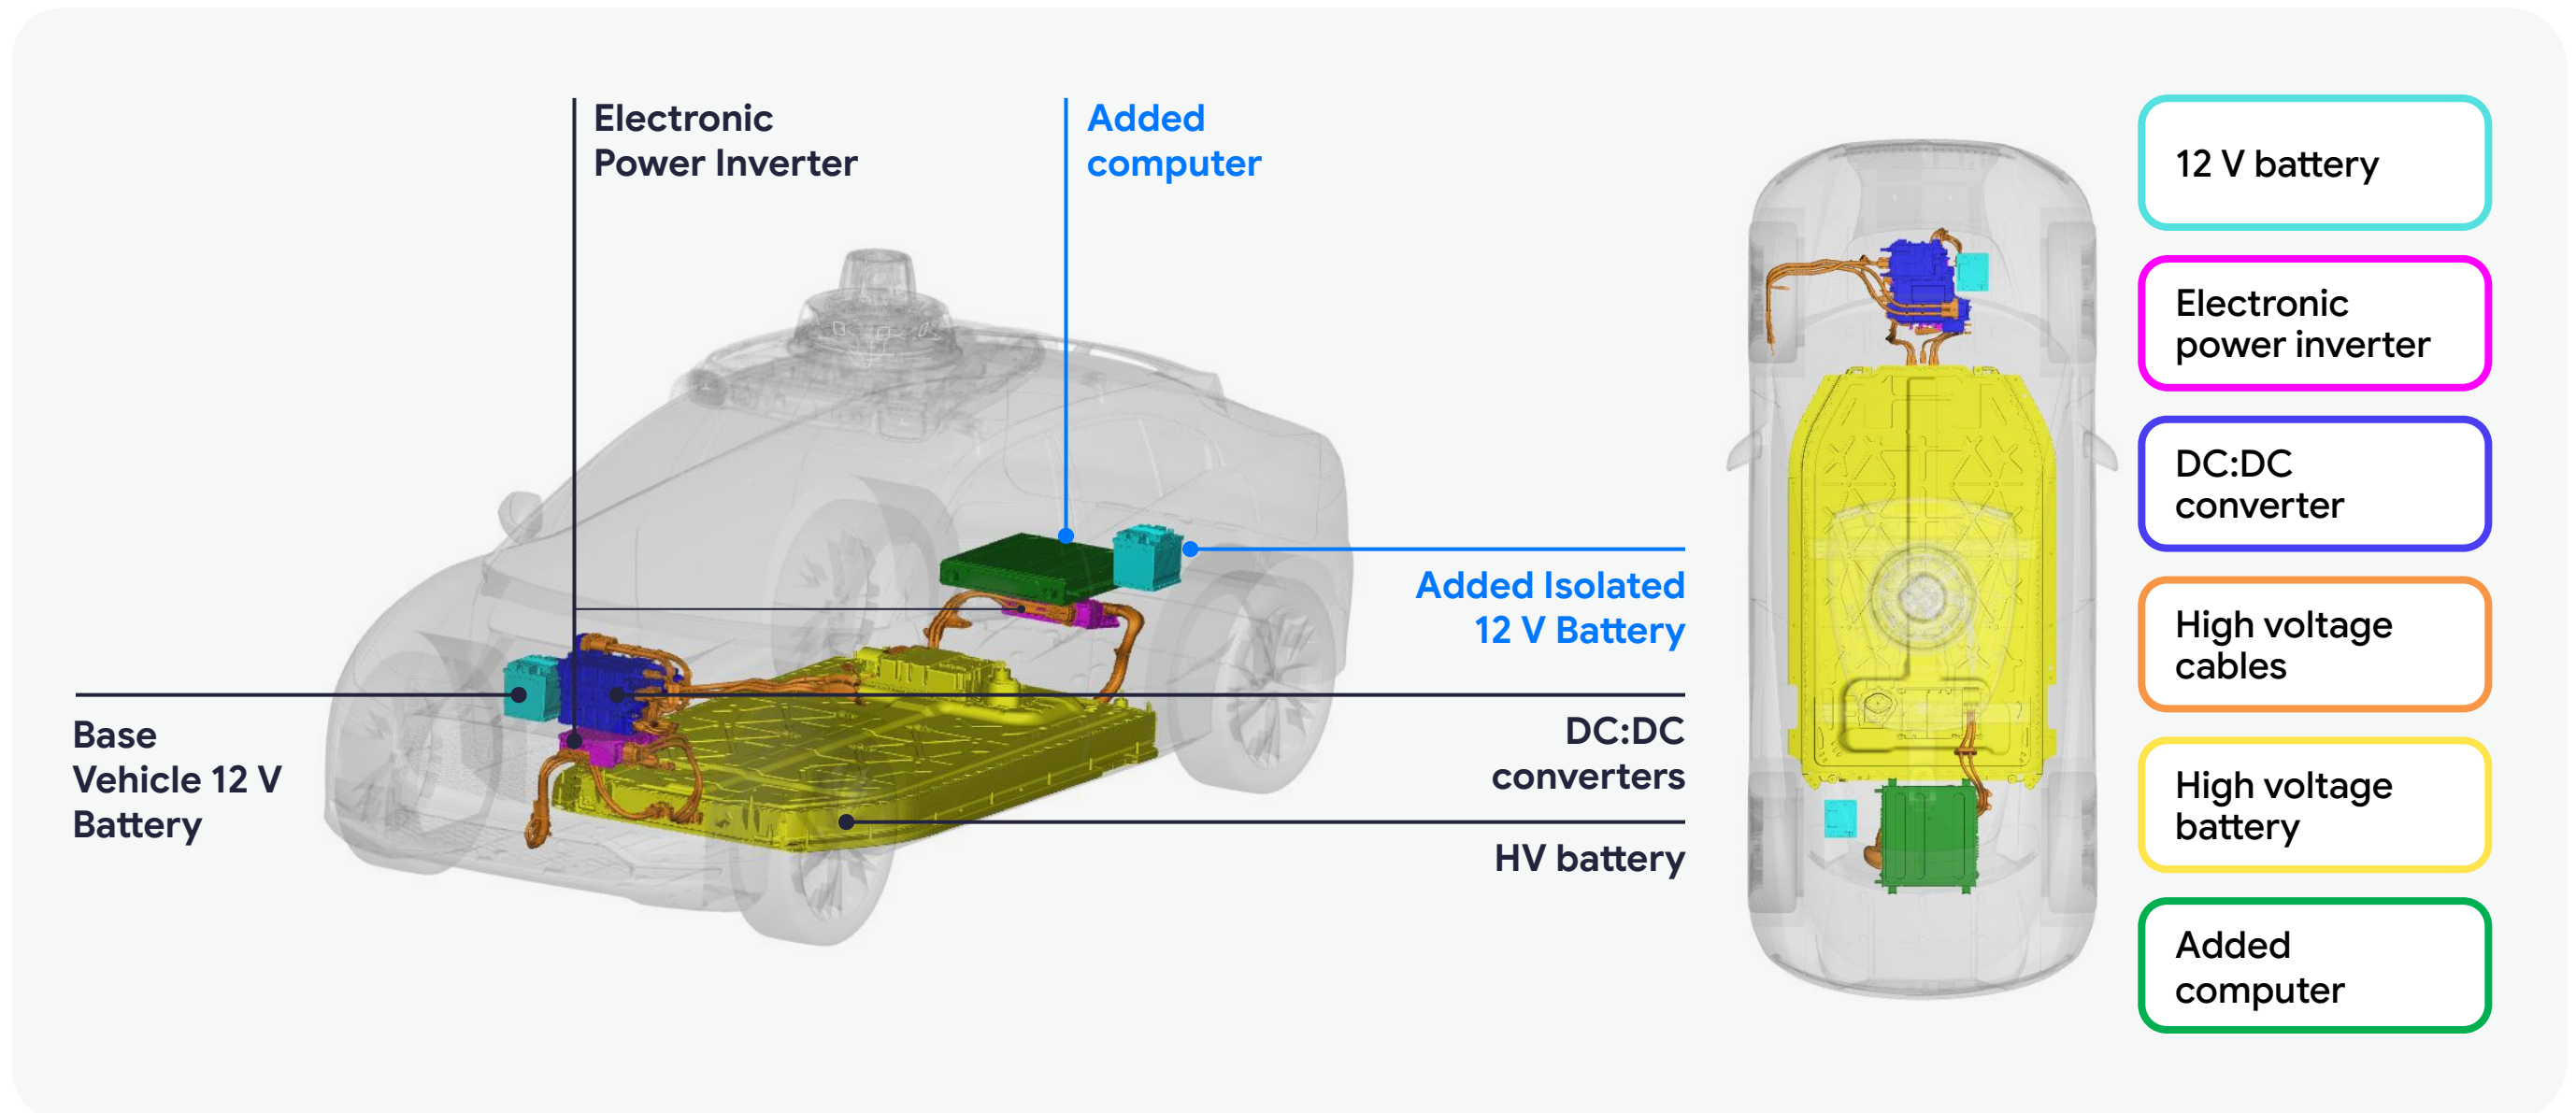 Electronic
Power Inverter
Added
computer
Added Isolated
12 V Battery
Base
Vehicle 12 V
Battery
DC:DC
converters
HV battery
12 V battery
Electronic
power inverter
DC:DC
converter
High voltage
cables
High voltage
battery
Added
computer